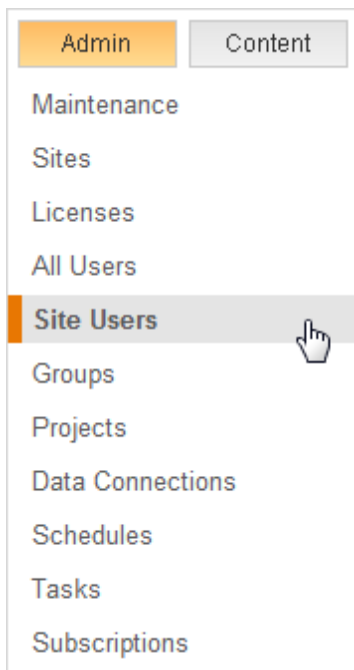 Admin Content
Maintenance
Sites
Licenses
All Users
Site Users
Groups
Projects
Data Connections
Schedules
Tasks
Subscriptions